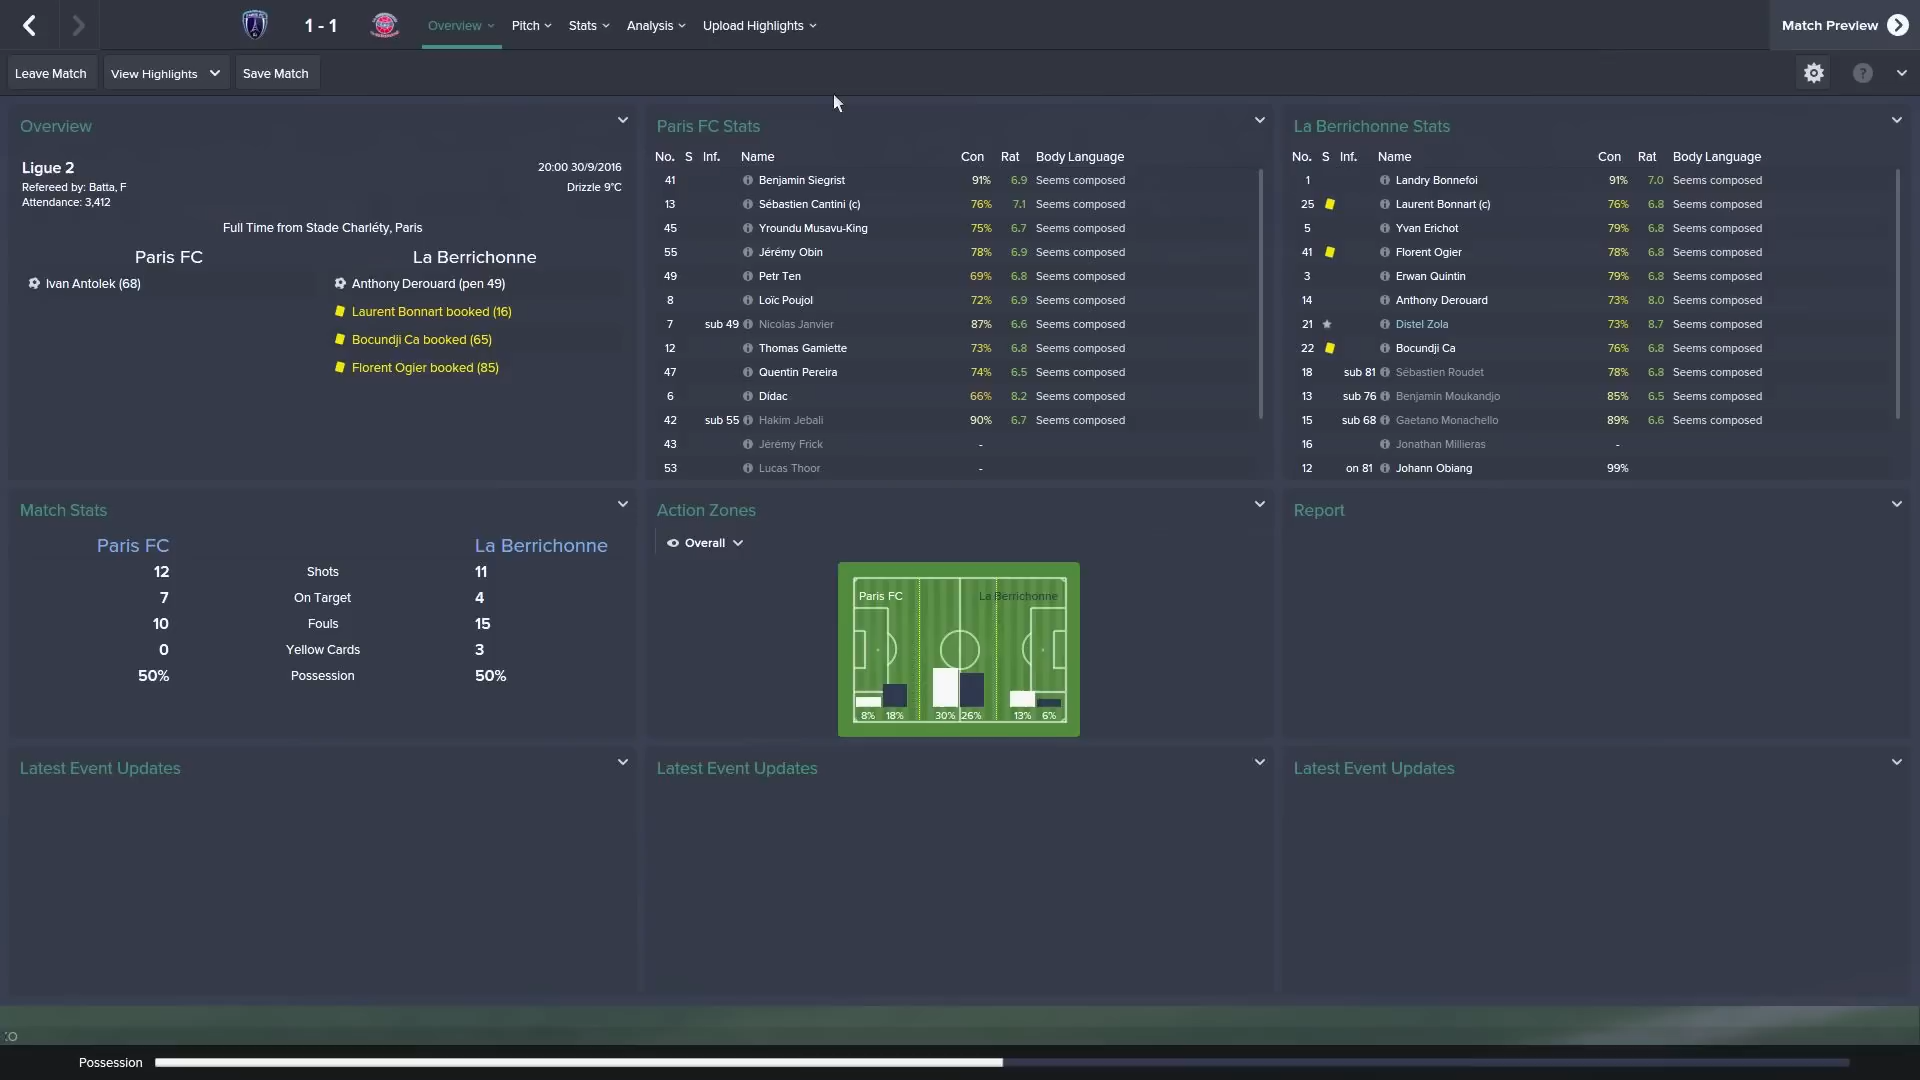 1 - 1
Overview
Pitch
Stats
Analysis
Upload Highlights
Match Preview
Leave Match
View Highlights
Save Match
?
Overview
Ligue 2
20:00 30/9/2016
Refereed by: Batta, F
Drizzle 9°C
Attendance: 3,412
Full Time from Stade Charléty, Paris
Paris FC
La Berrichonne
Ivan Antolek (68)
Anthony Derouard (pen 49)
Laurent Bonnart booked (16)
Bocundji Ca booked (65)
Florent Ogier booked (85)
Paris FC Stats
No. S Inf. Name Con Rat Body Language
41 Benjamin Siegrist 91% 6.9 Seems composed
13 Sébastien Cantini (c) 76% 7.1 Seems composed
45 Yroundu Musavu-King 75% 6.7 Seems composed
55 Jérémy Obin 78% 6.9 Seems composed
49 Petr Ten 69% 6.8 Seems composed
8 Loïc Poujol 72% 6.9 Seems composed
7 sub 49 Nicolas Janvier 87% 6.6 Seems composed
12 Thomas Gamiette 73% 6.8 Seems composed
47 Quentin Pereira 74% 6.5 Seems composed
6 Dídac 66% 8.2 Seems composed
42 sub 55 Hakim Jebali 90% 6.7 Seems composed
43 Jérémy Frick -
53 Lucas Thoor -
La Berrichonne Stats
No. S Inf. Name Con Rat Body Language
1 Landry Bonnefoi 91% 7.0 Seems composed
25 Laurent Bonnart (c) 76% 6.8 Seems composed
5 Yvan Erichot 79% 6.8 Seems composed
41 Florent Ogier 78% 6.8 Seems composed
3 Erwan Quintin 79% 6.8 Seems composed
14 Anthony Derouard 73% 8.0 Seems composed
21 Distel Zola 73% 8.7 Seems composed
22 Bocundji Ca 76% 6.8 Seems composed
18 sub 81 Sébastien Roudet 78% 6.8 Seems composed
13 sub 76 Benjamin Moukandjo 85% 6.5 Seems composed
15 sub 68 Gaetano Monachello 89% 6.6 Seems composed
16 Jonathan Millieras -
12 on 81 Johann Obiang 99%
Match Stats
Paris FC La Berrichonne
12 Shots 11
7 On Target 4
10 Fouls 15
0 Yellow Cards 3
50% Possession 50%
Action Zones
Overall
Paris FC La Berrichonne
8% 18% 30% 26% 13% 6%
Report
Latest Event Updates
Latest Event Updates
Latest Event Updates
Possession